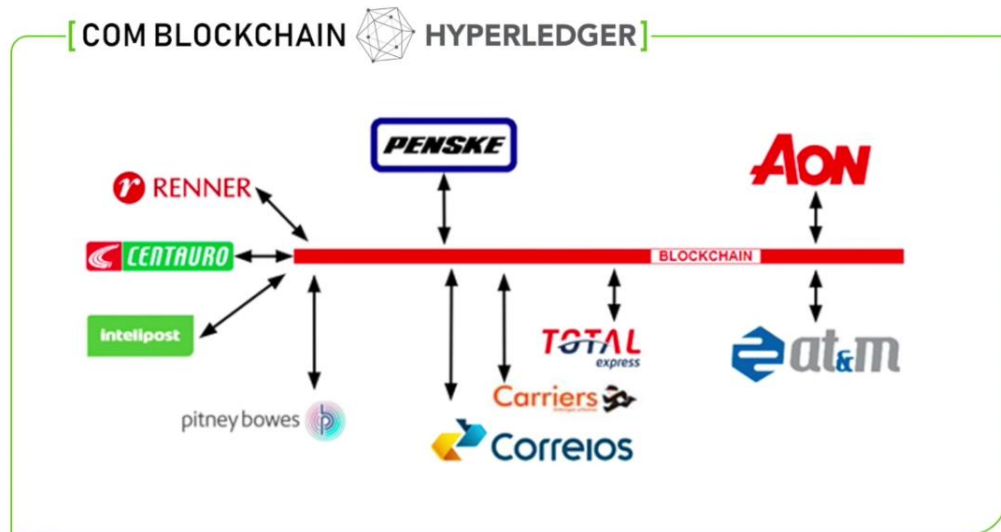 [COM BLOCKCHAIN HYPERLEDGER]
PENSKE
AON
r RENNER
CENTAURO
BLOCKCHAIN
intelipost
TOTAL
express
at&m
Carriers
pitney bowes
Correios